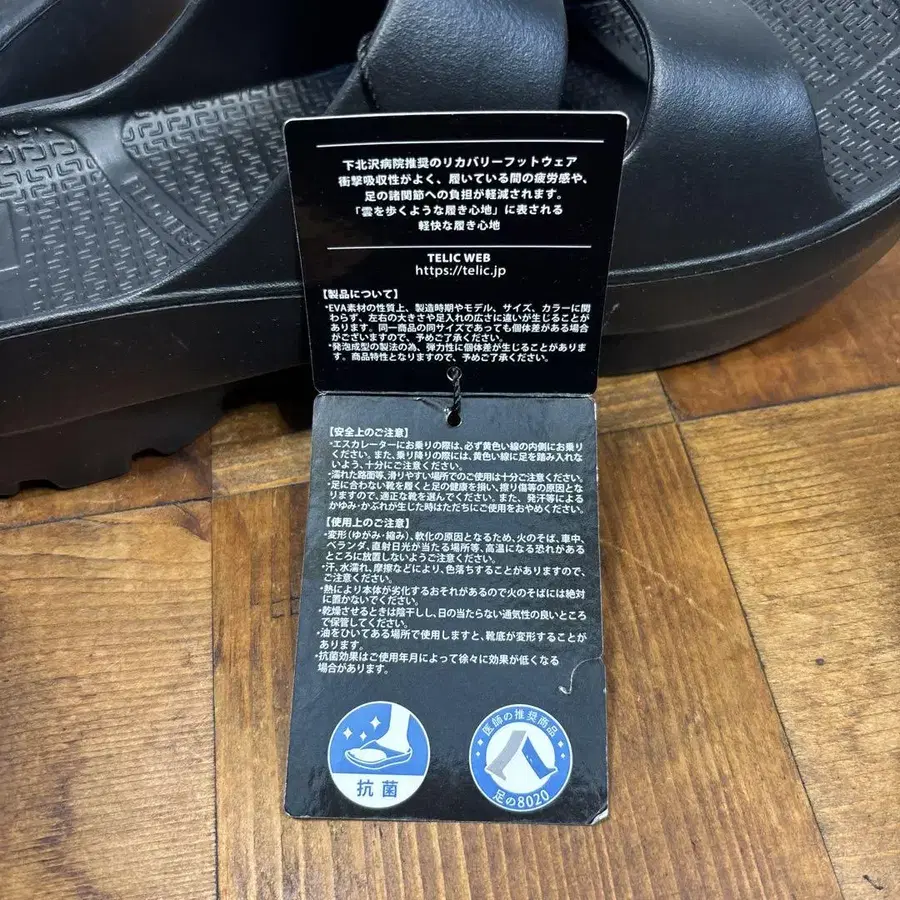 下北沢病院推奨のリカバリーフットウェア
衝撃吸収性がよく、履いている間の疲労感や、
足の諸関節への負担が軽減されます。
「雲を歩くような履き心地」に表される
軽快な履き心地
TELIC WEB
https://telic.jp
【製品について】
*EVA素材の性質上、製造時期やモデル、サイズ、カラーに関
わらず、左右の大きさや足入れの広さに違いが生じることが
あります。同一商品の同サイズであっても個体差がある場合
がございますので、予めご了承ください。
*発泡成型の製法の為、弾力性に個体差が生じることがありま
す。商品特性となりますので、予めご了承ください。
【安全上のご注意】
*エスカレーターにお乗りの際は、必ず黄色い線の内側にお乗り
ください。また、乗り降りの際には、黄色い線に足を踏み入れな
いよう、十分にご注意ください。
*濡れた路面等、滑りやすい場所でのご使用は十分ご注意ください。
足に合わない靴を履くと足の健康を損い、擦り傷等の原因とな
りますので、適正な靴を選んでください。また、発汗等による
かゆみ・かぶれが生じた時はただちにご使用をおやめください。
【使用上のご注意】
*変形（ゆがみ・縮み）、軟化の原因となるため、火のそば、車中、
ベランダ、直射日光が当たる場所等、高温になる恐れがある
ところに放置しないようご注意ください。
*汗、水濡れ、摩擦などにより、色落ちすることがありますので、
ご注意ください。
*熱により本体が劣化するおそれがあるので火のそばには絶対
に置かないでください。
*乾燥させるときは陰干しし、日の当たらない通気性の良いところ
で保管してください。
*油をひいてある場所で使用しますと、靴底が変形することが
あります。
*抗菌効果はご使用年月によって徐々に効果が低くなる
場合があります。
抗菌
医師の推奨商品
足の8020